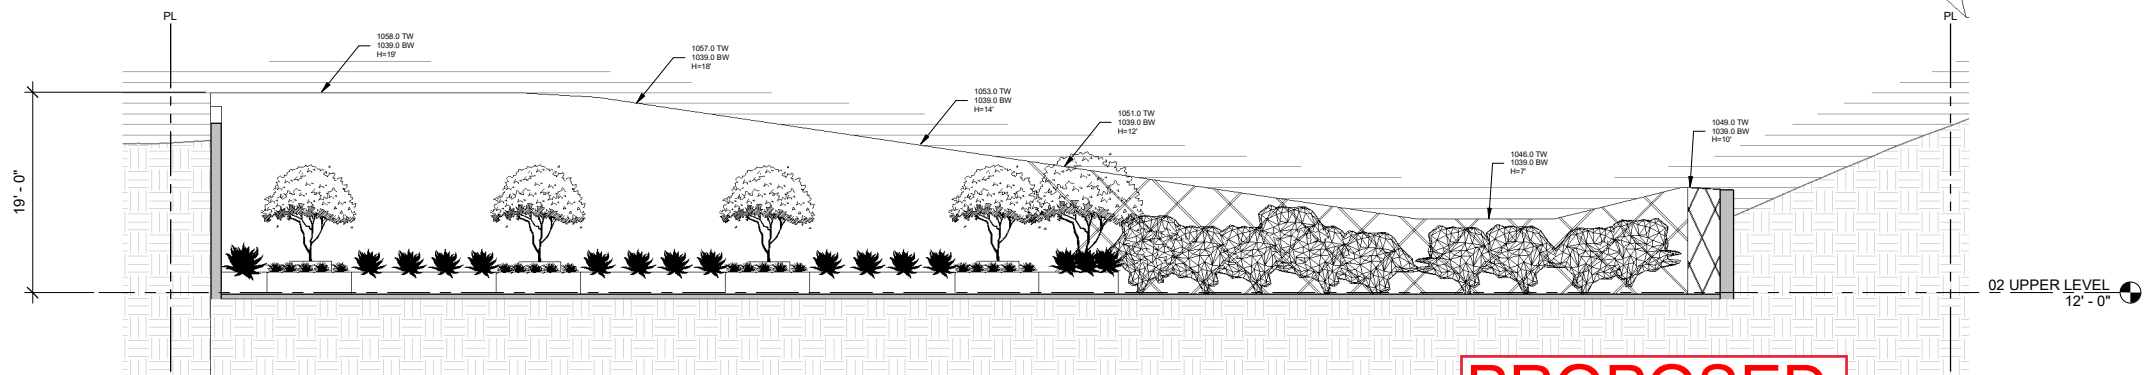 PL
PL
1058.0 TW
1039.0 BW
H=19'
1057.0 TW
1039.0 BW
H=18'
1053.0 TW
1039.0 BW
H=14'
1051.0 TW
1039.0 BW
H=12'
1046.0 TW
1039.0 BW
H=7'
1049.0 TW
1039.0 BW
H=10'
19' - 0"
02 UPPER LEVEL
12' - 0"
PROPOSED